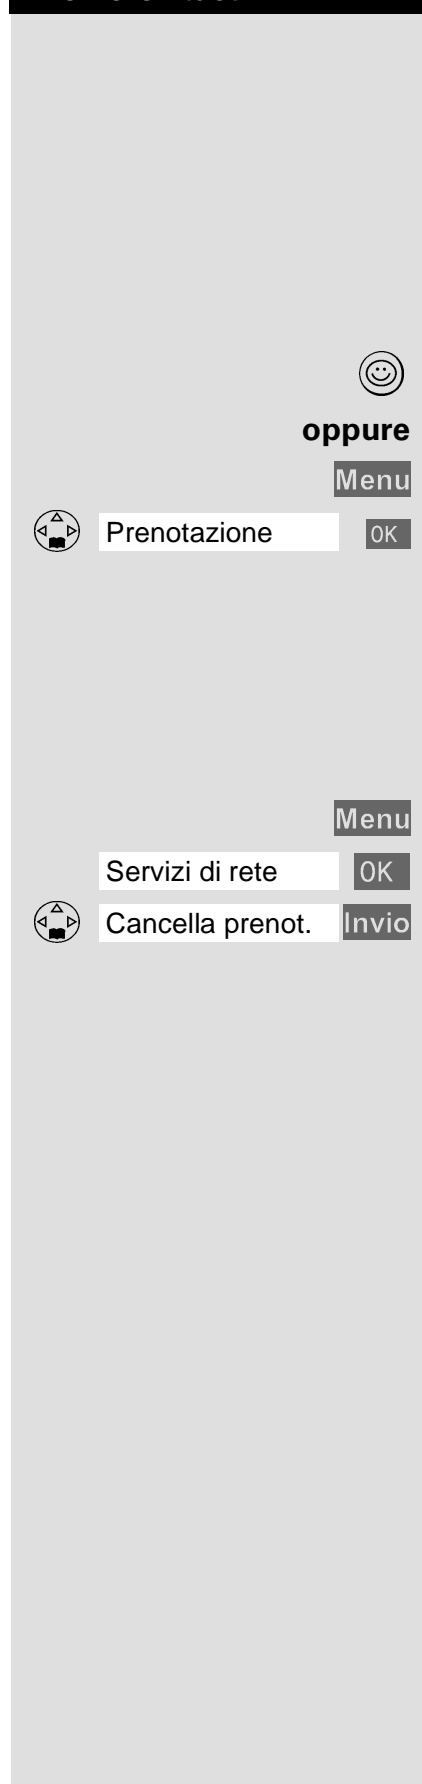 oppure
Menu
Prenotazione OK
Menu
Servizi di rete OK
Cancella prenot. Invio